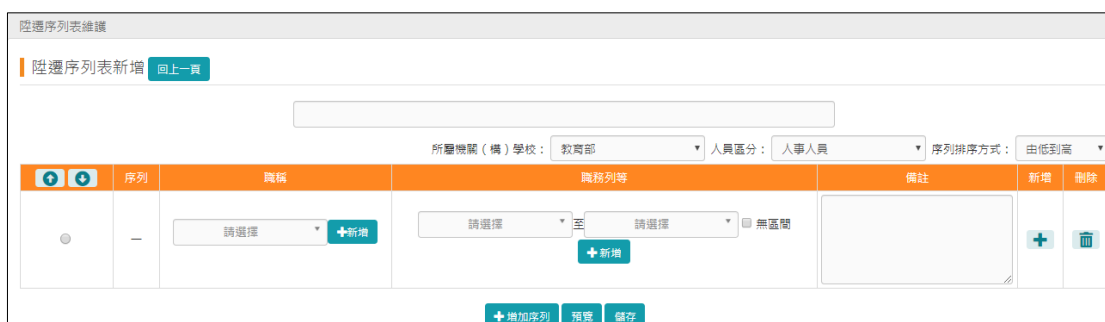 陞遷序列表維護
陞遷序列表新增 回上一頁
所屬機關（構）學校： 教育部 人員區分： 人事人員 序列排序方式： 由低到高
序列 職稱 職務列等 備註 新增 刪除
一 請選擇 新增 請選擇 至 請選擇 無區間
新增
增加序列 預覽 儲存